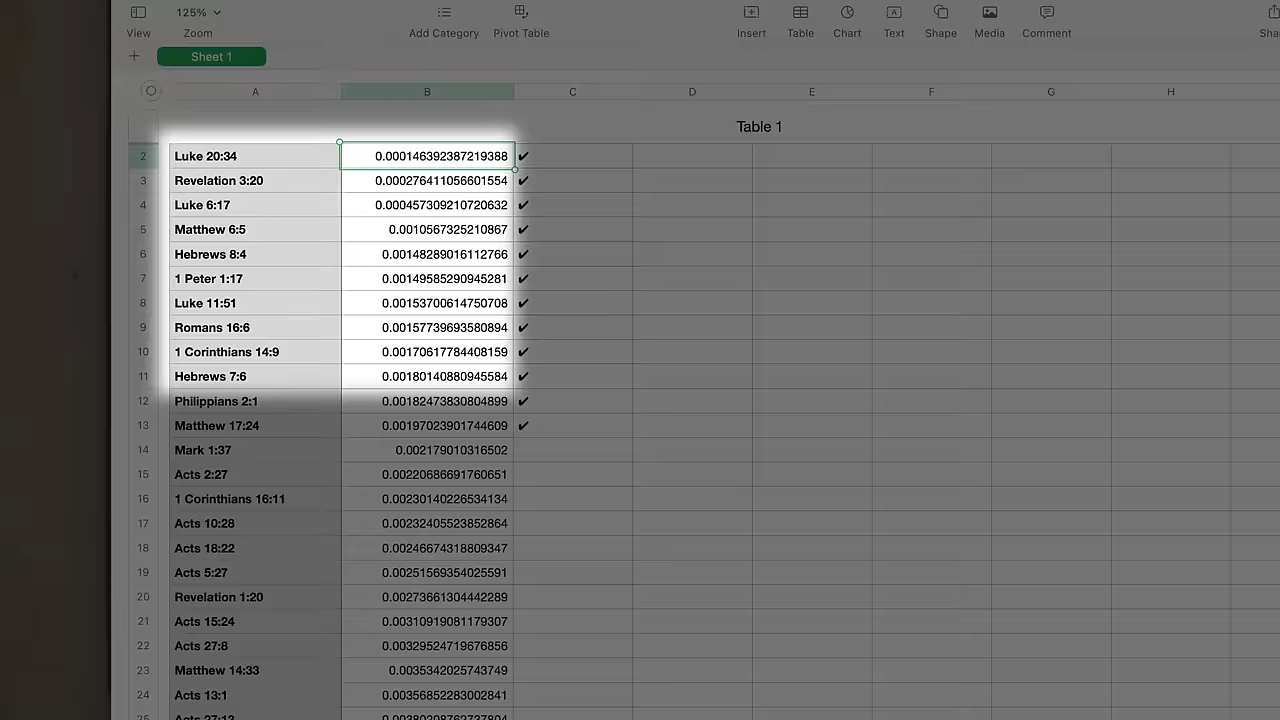 125%
View Zoom Add Category Pivot Table Insert Table Chart Text Shape Media Comment
Sheet 1
A B C D E F G H
Table 1
2 Luke 20:34 0.000146392387219388 ✔
3 Revelation 3:20 0.000276411056601554 ✔
4 Luke 6:17 0.000457309210720632 ✔
5 Matthew 6:5 0.0010567325210867 ✔
6 Hebrews 8:4 0.00148289016112766 ✔
7 1 Peter 1:17 0.00149585290945281 ✔
8 Luke 11:51 0.00153700614750708 ✔
9 Romans 16:6 0.00157739693580894 ✔
10 1 Corinthians 14:9 0.00170617784408159 ✔
11 Hebrews 7:6 0.00180140880945584 ✔
12 Philippians 2:1 0.00182473830804899 ✔
13 Matthew 17:24 0.00197023901744609 ✔
14 Mark 1:37 0.002179010316502
15 Acts 2:27 0.00220686691760651
16 1 Corinthians 16:11 0.00230140226534134
17 Acts 10:28 0.00232405523852864
18 Acts 18:22 0.00246674318809347
19 Acts 5:27 0.00251569354025591
20 Revelation 1:20 0.00273661304442289
21 Acts 15:24 0.00310919081179307
22 Acts 27:8 0.00329524719676856
23 Matthew 14:33 0.0035342025743749
24 Acts 13:1 0.00356852283002841